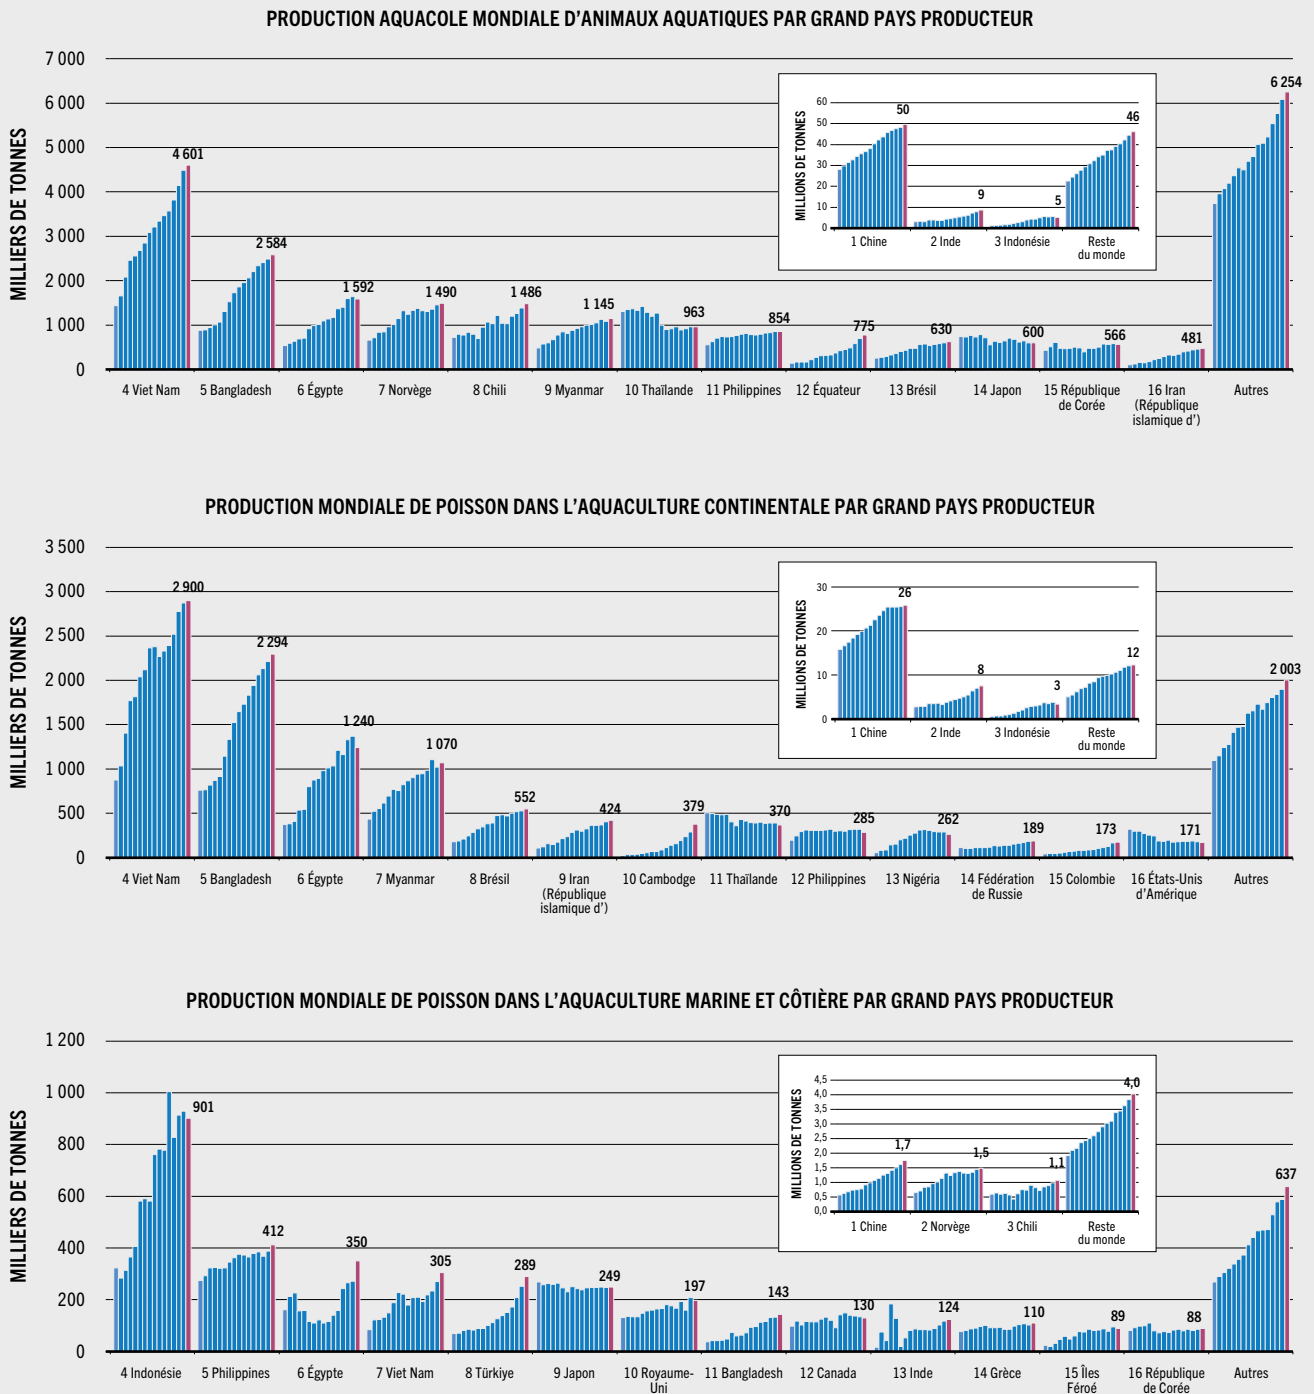 PRODUCTION AQUACOLE MONDIALE D'ANIMAUX AQUATIQUES PAR GRAND PAYS PRODUCTEUR
MILLIERS DE TONNES
7 000
6 000
5 000
4 000
3 000
2 000
1 000
0
4 601
2 584
1 592
1 490
1 486
1 145
963
854
775
630
600
566
481
6 254
4 Viet Nam
5 Bangladesh
6 Égypte
7 Norvège
8 Chili
9 Myanmar
10 Thaïlande
11 Philippines
12 Équateur
13 Brésil
14 Japon
15 République
de Corée
16 Iran
(République
islamique d')
Autres
MILLIONS DE TONNES
60
50
40
30
20
10
0
50
9
5
46
1 Chine
2 Inde
3 Indonésie
Reste
du monde
PRODUCTION MONDIALE DE POISSON DANS L'AQUACULTURE CONTINENTALE PAR GRAND PAYS PRODUCTEUR
MILLIERS DE TONNES
3 500
3 000
2 500
2 000
1 500
1 000
500
0
2 900
2 294
1 240
1 070
552
424
379
370
285
262
189
173
171
2 003
4 Viet Nam
5 Bangladesh
6 Égypte
7 Myanmar
8 Brésil
9 Iran
(République
islamique d')
10 Cambodge
11 Thaïlande
12 Philippines
13 Nigéria
14 Fédération
de Russie
15 Colombie
16 États-Unis
d'Amérique
Autres
MILLIONS DE TONNES
30
20
10
0
26
8
3
12
1 Chine
2 Inde
3 Indonésie
Reste
du monde
PRODUCTION MONDIALE DE POISSON DANS L'AQUACULTURE MARINE ET CÔTIÈRE PAR GRAND PAYS PRODUCTEUR
MILLIERS DE TONNES
1 200
1 000
800
600
400
200
0
901
412
350
305
289
249
197
143
130
124
110
89
88
637
4 Indonésie
5 Philippines
6 Égypte
7 Viet Nam
8 Türkiye
9 Japon
10 Royaume-
Uni
11 Bangladesh
12 Canada
13 Inde
14 Grèce
15 Îles
Féroé
16 République
de Corée
Autres
MILLIONS DE TONNES
4,5
4,0
3,5
3,0
2,5
2,0
1,5
1,0
0,5
0,0
1,7
1,5
1,1
4,0
1 Chine
2 Norvège
3 Chili
Reste
du monde